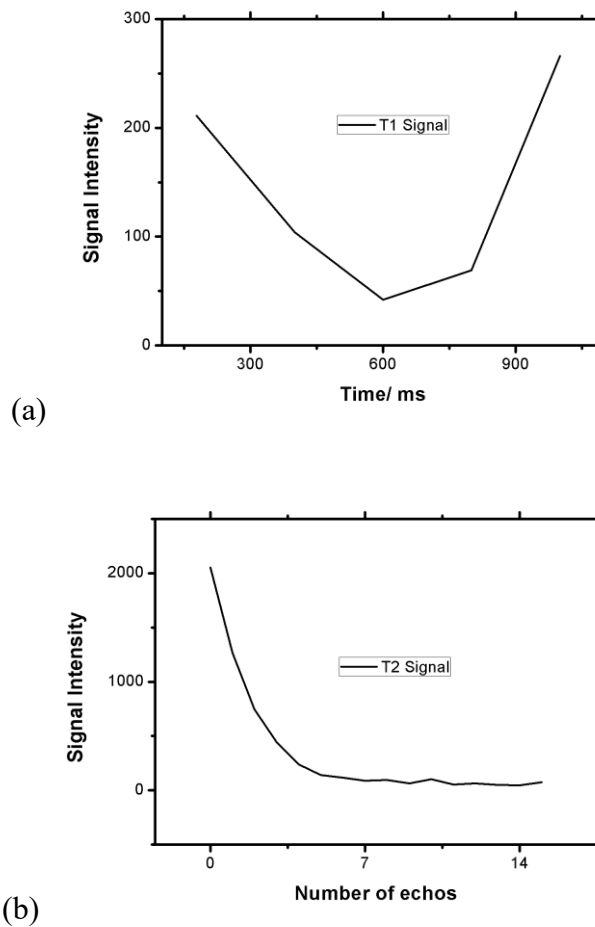 300
200
100
0
Signal Intensity
T1 Signal
300
600
900
Time/ ms
(a)
2000
1000
0
Signal Intensity
T2 Signal
0
7
14
Number of echos
(b)